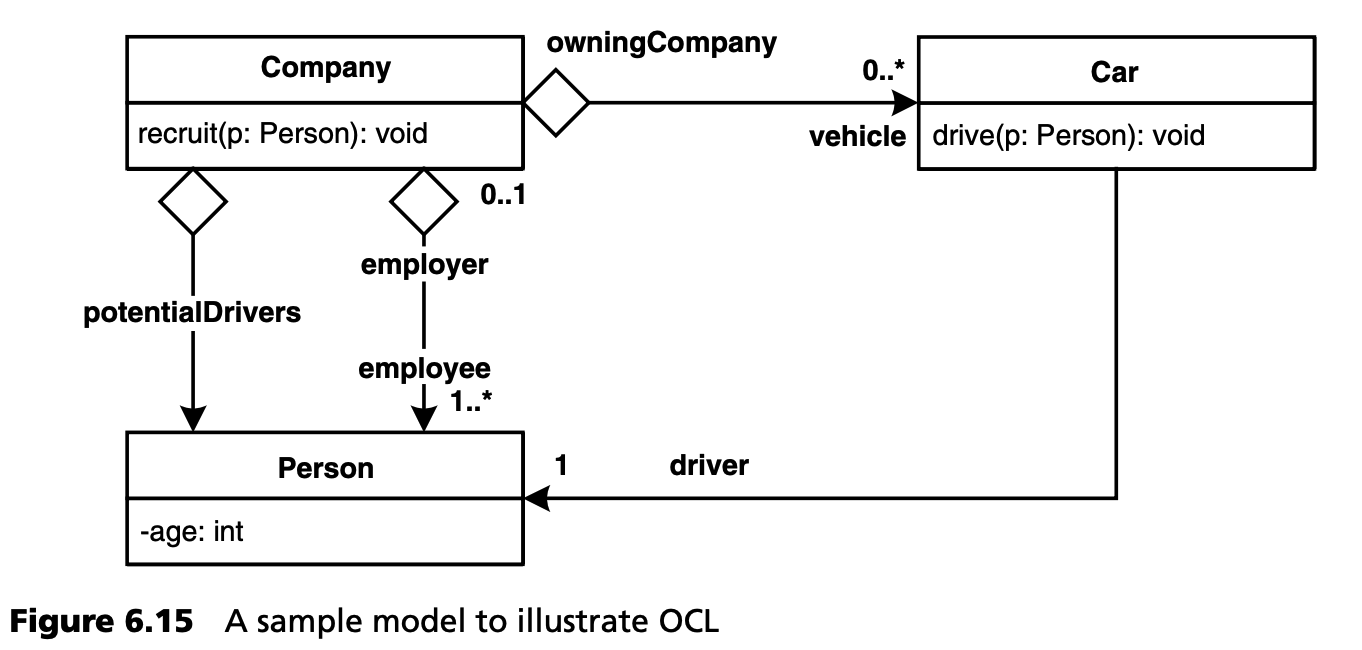 owningCompany
Company
0..*
Car
recruit(p: Person): void
vehicle
drive(p: Person): void
0..1
employer
potentialDrivers
employee
1..*
Person
1
driver
-age: int
Figure 6.15 A sample model to illustrate OCL